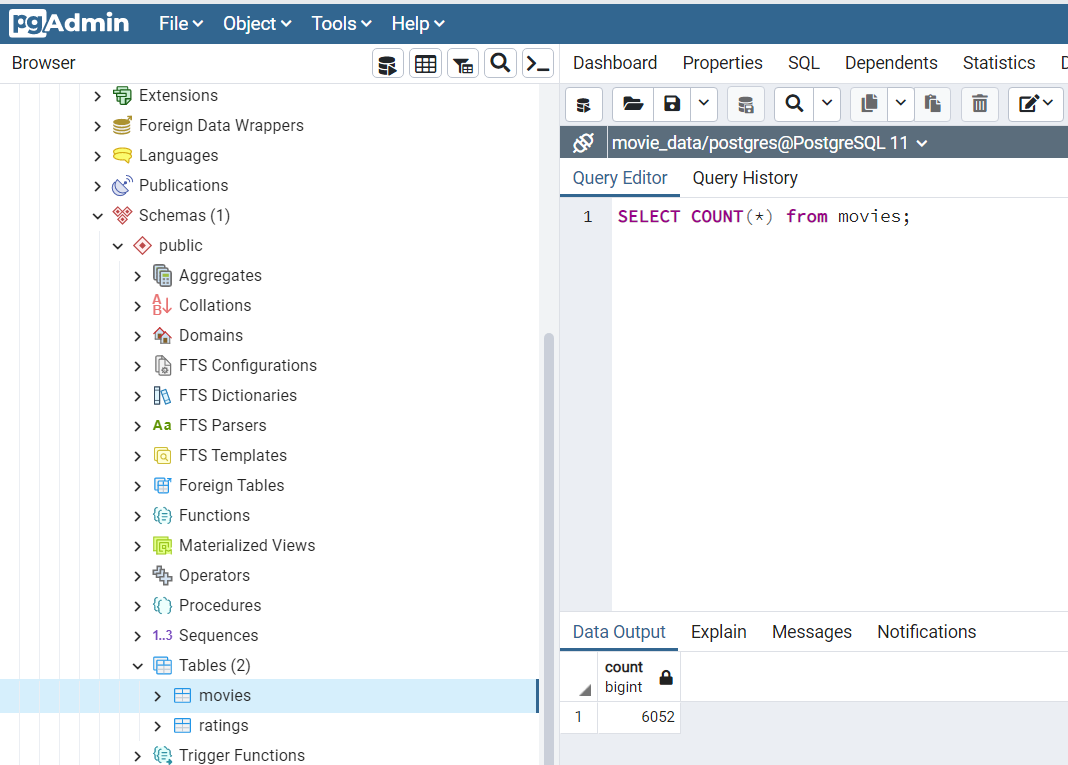 pgAdmin File Object Tools Help
Browser
Dashboard Properties SQL Dependents Statistics
Extensions
Foreign Data Wrappers
Languages
Publications
Schemas (1)
public
Aggregates
Collations
Domains
FTS Configurations
FTS Dictionaries
Aa FTS Parsers
FTS Templates
Foreign Tables
Functions
Materialized Views
Operators
Procedures
1..3 Sequences
Tables (2)
movies
ratings
Trigger Functions
movie_data/postgres@PostgreSQL 11
Query Editor Query History
1 SELECT COUNT(*) from movies;
Data Output Explain Messages Notifications
count
bigint
1 6052